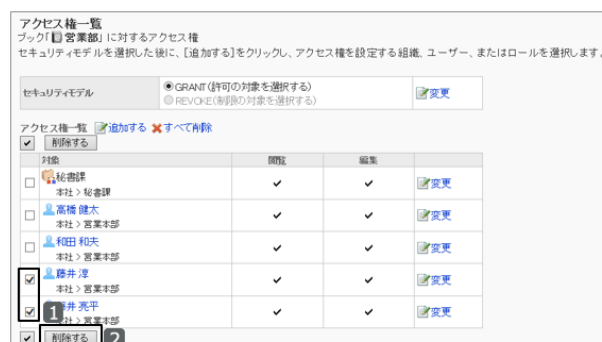 アクセス権一覧
ブック「営業部」に対するアクセス権
セキュリティモデルを選択した後に、[追加する]をクリックし、アクセス権を設定する組織、ユーザー、またはロールを選択します。
セキュリティモデル
GRANT(許可の対象を選択する)
REVOKE(制限の対象を選択する)
変更
アクセス権一覧 追加する すべて削除
削除する
対象 閲覧 編集
秘書課
本社 > 秘書課
変更
高橋 健太
本社 > 営業本部
変更
和田 和夫
本社 > 営業本部
変更
藤井 淳
本社 > 営業本部
変更
井 亮平
本社 > 営業本部
変更
1
削除する 2